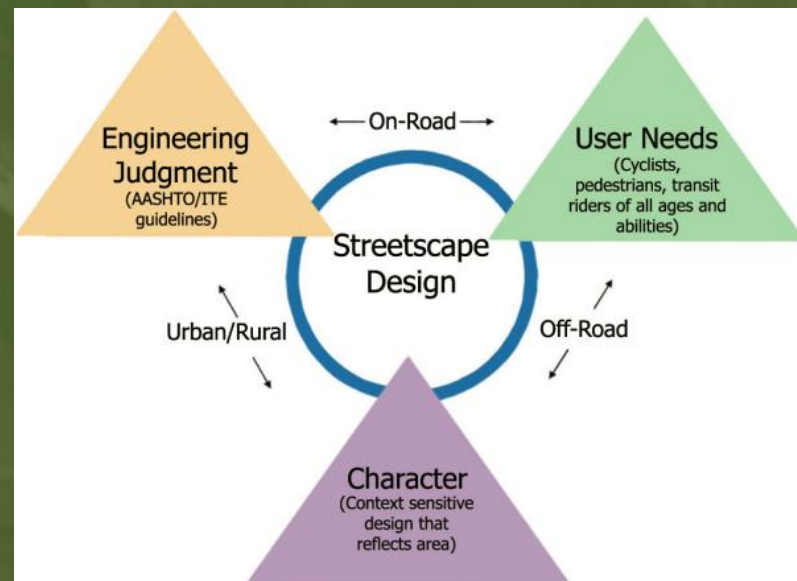 Engineering
Judgment
(AASHTO/ITE
guidelines)
On-Road
User Needs
(Cyclists,
pedestrians, transit
riders of all ages and
abilities)
Streetscape
Design
Urban/Rural
Off-Road
Character
(Context sensitive
design that
reflects area)